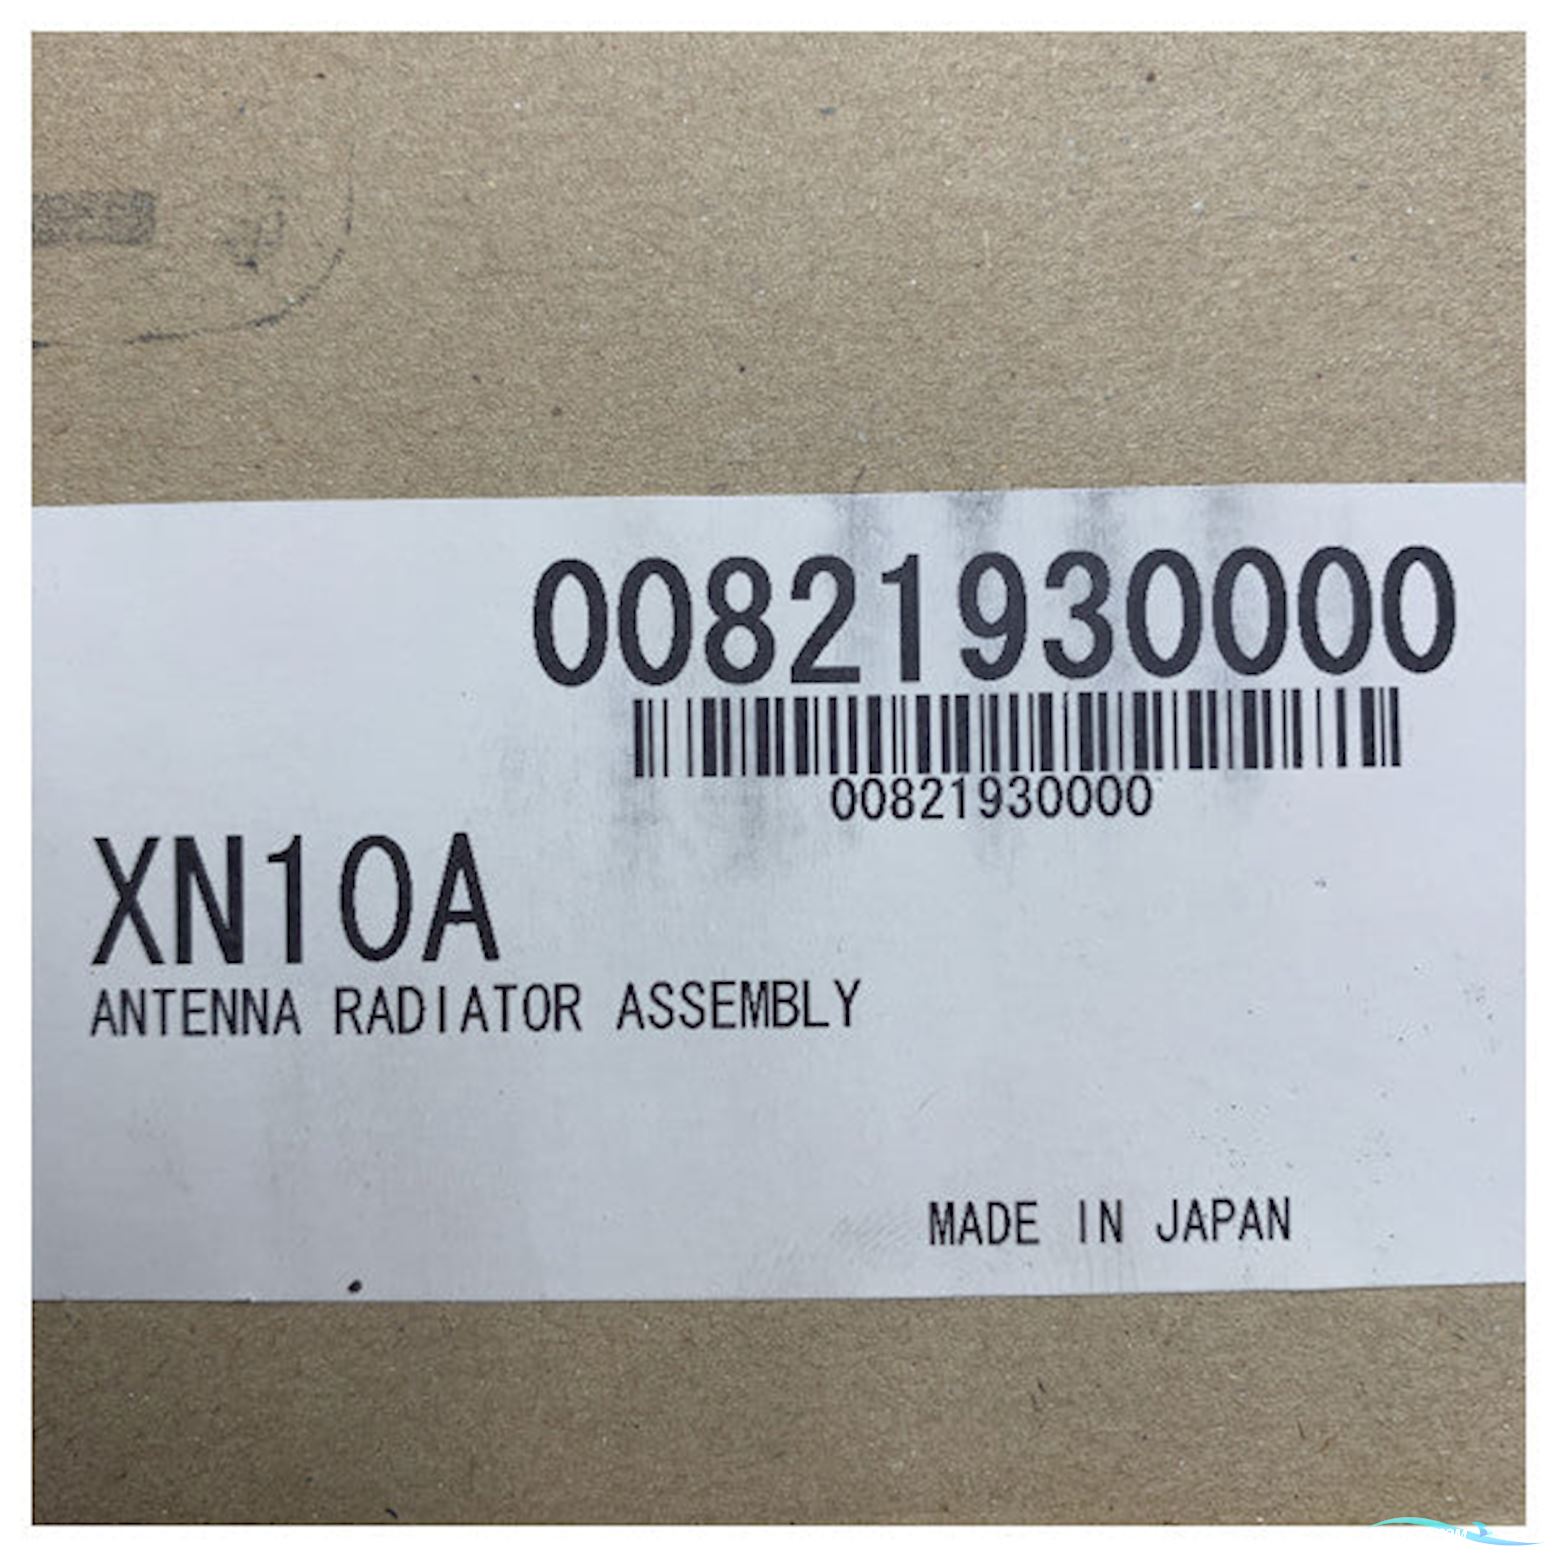 00821930000
00821930000
XN10A
ANTENNA RADIATOR ASSEMBLY
MADE IN JAPAN